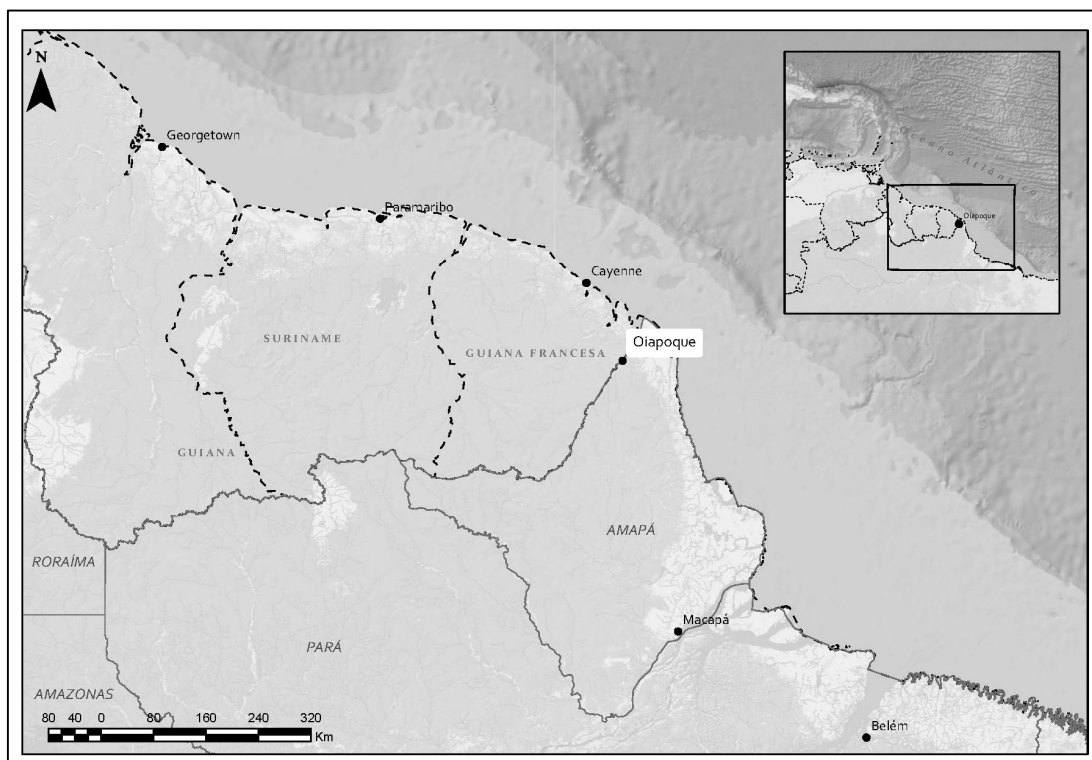 N
Georgetown
Paramaribo
Cayenne
Oceano Atlântico
Oiapoque
Oiapoque
SURINAME
GUIANA FRANCESA
GUIANA
AMAPÁ
RORAÍMA
Macapá
PARÁ
AMAZONAS
Belém
80 40 0 80 160 240 320
Km